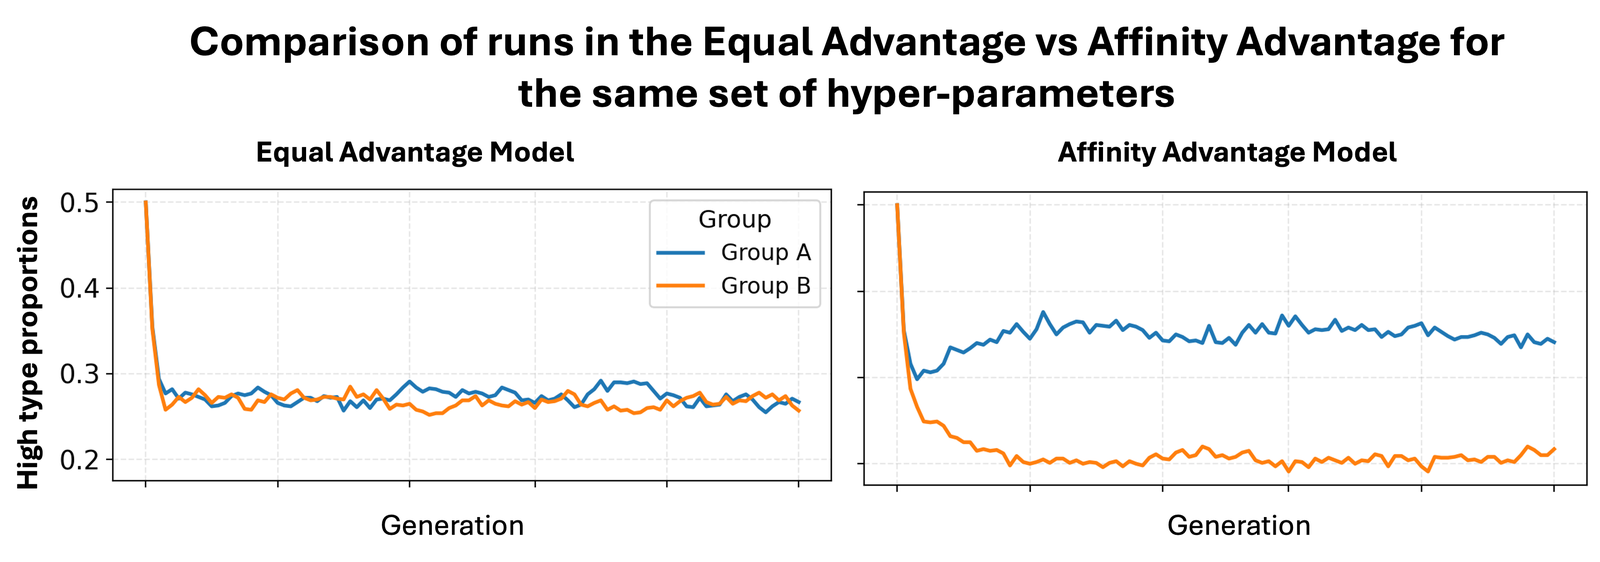 Comparison of runs in the Equal Advantage vs Affinity Advantage for
the same set of hyper-parameters
Equal Advantage Model
Affinity Advantage Model
High type proportions
0.5
0.4
0.3
0.2
Group
Group A
Group B
Generation
Generation